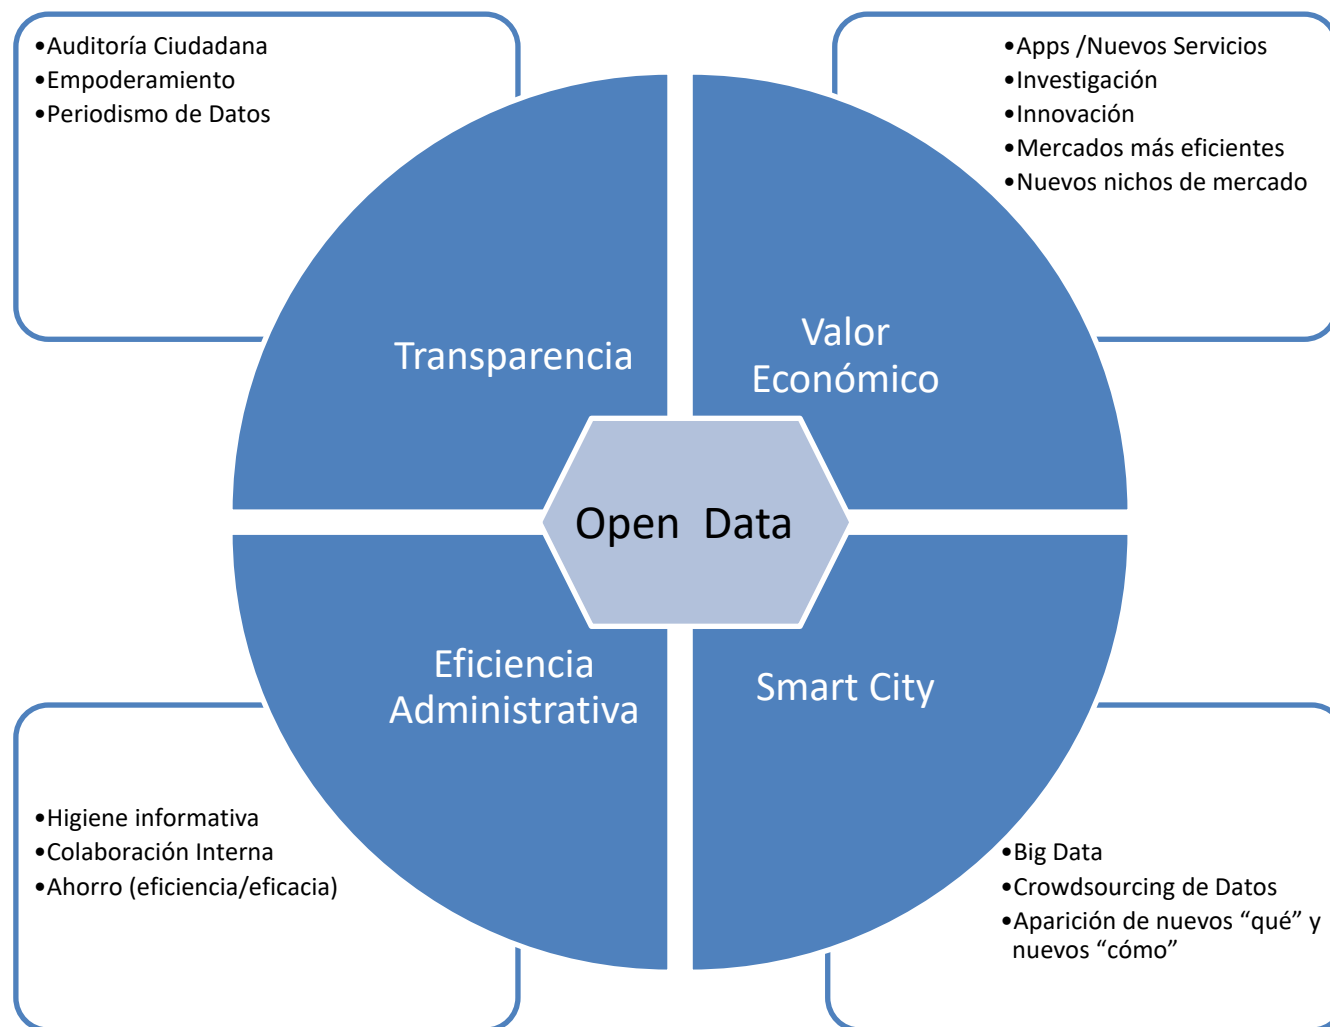 •Auditoría Ciudadana
•Empoderamiento
•Periodismo de Datos
•Apps /Nuevos Servicios
•Investigación
•Innovación
•Mercados más eficientes
•Nuevos nichos de mercado
Transparencia
Valor
Económico
Open Data
Eficiencia
Administrativa
Smart City
•Higiene informativa
•Colaboración Interna
•Ahorro (eficiencia/eficacia)
•Big Data
•Crowdsourcing de Datos
•Aparición de nuevos “qué” y
nuevos “cómo”